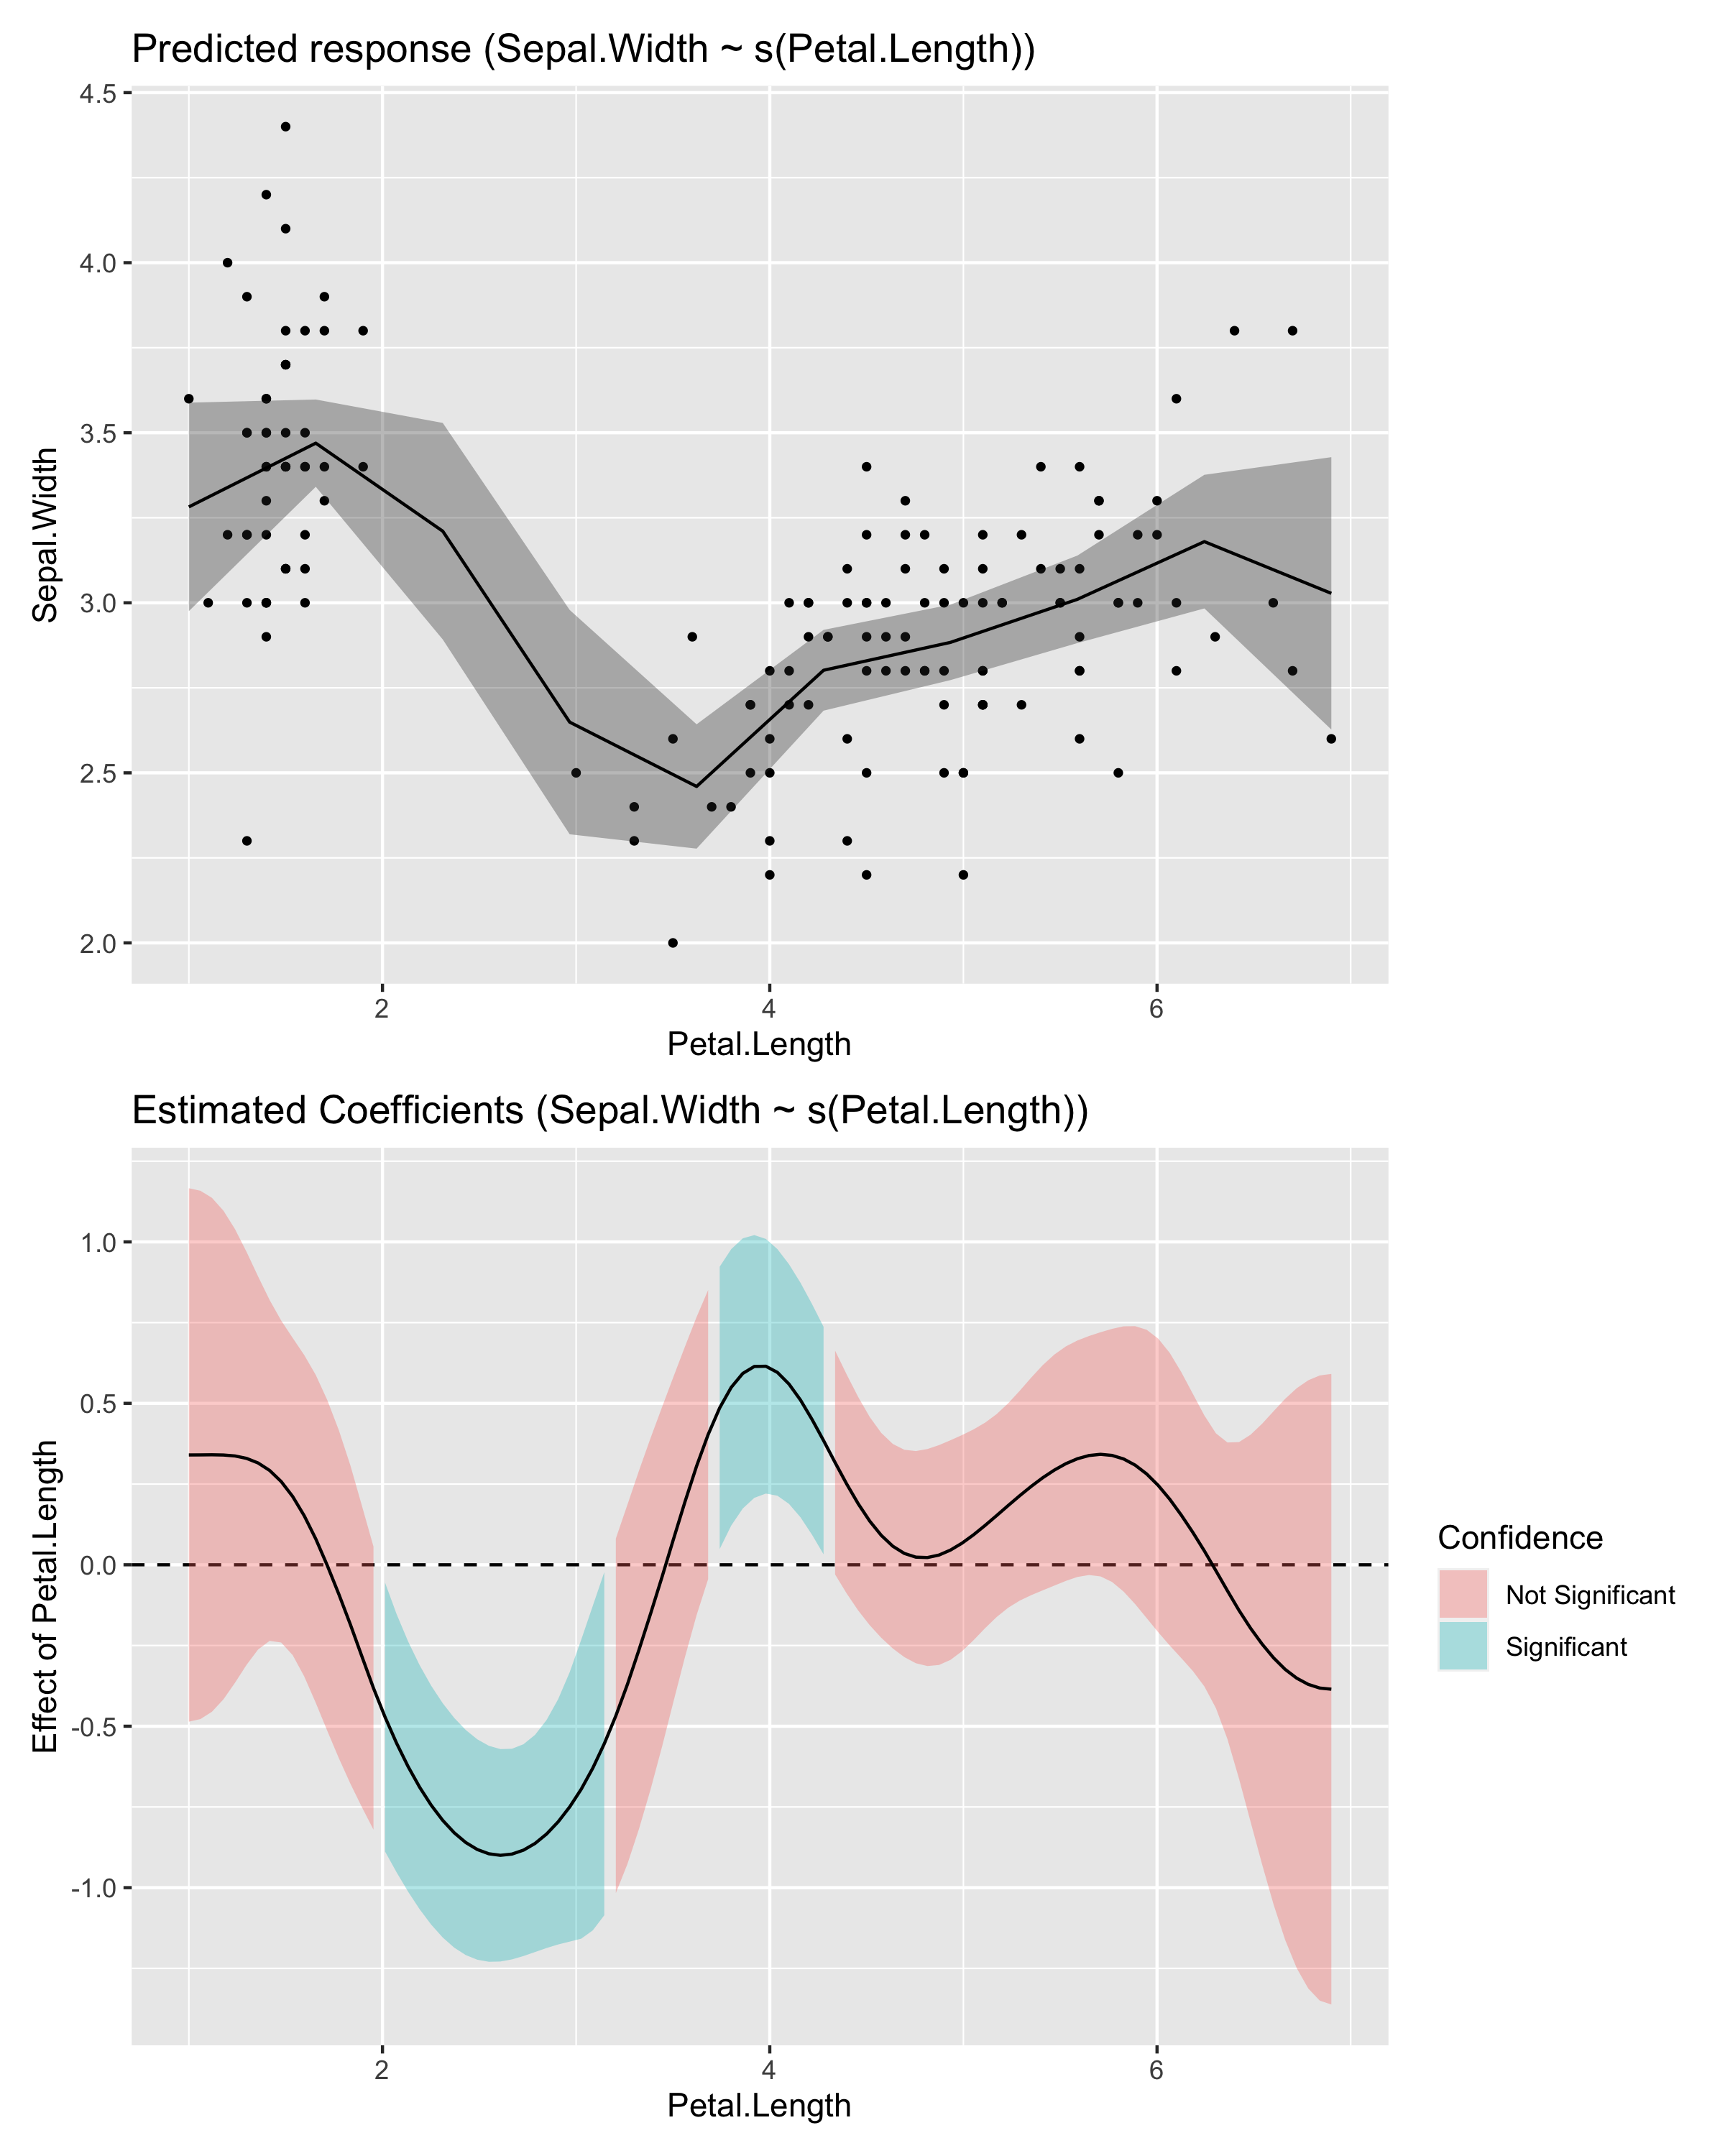 Predicted response (Sepal.Width ~ s(Petal.Length))
4.5
4.0
3.5
3.0
2.5
2.0
Sepal.Width
2 4 6
Petal.Length
Estimated Coefficients (Sepal.Width ~ s(Petal.Length))
1.0
0.5
0.0
-0.5
-1.0
Effect of Petal.Length
2 4 6
Petal.Length
Confidence
Not Significant
Significant